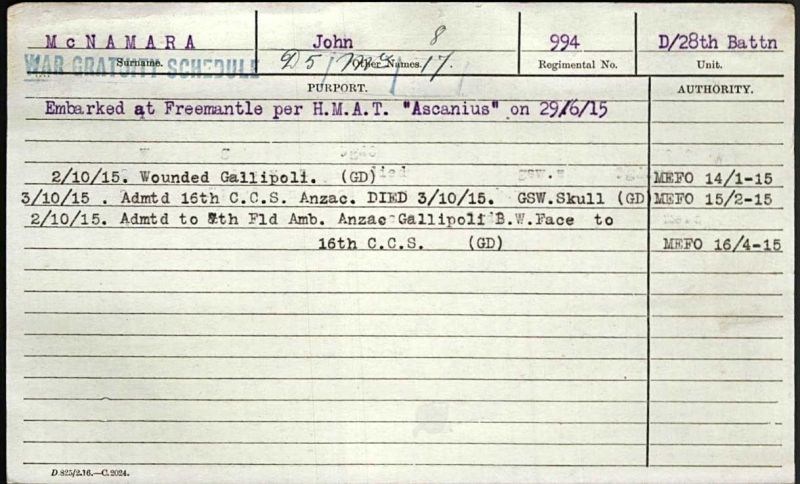 McNAMARA John 8 994 D/28th Battn
WAR GRATUITY SCHEDULE
Surname. Other Names. 17. Regimental No. Unit.
PURPORT. AUTHORITY.
Embarked at Freemantle per H.M.A.T. "Ascanius" on 29/6/15
2/10/15. Wounded Gallipoli. (GD) MEFO 14/1-15
3/10/15 . Admtd 16th C.C.S. Anzac. DIED 3/10/15. GSW.Skull (GD) MEFO 15/2-15
2/10/15. Admtd to 8th Fld Amb. Anzac Gallipoli B.W.Face to
16th C.C.S. (GD) MEFO 16/4-15
D.825/2.16.—C.2024.